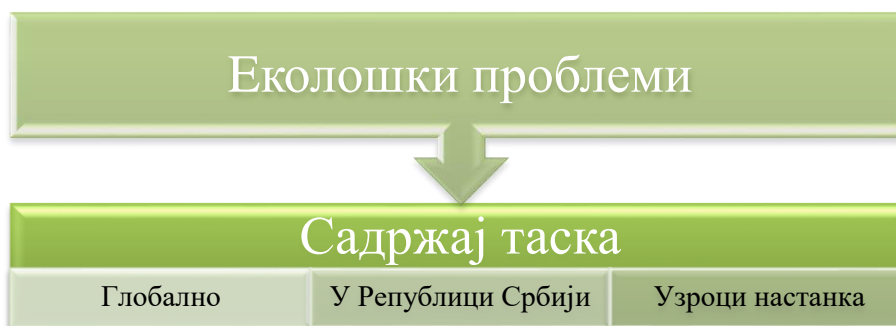 Еколошки проблеми
Садржај таска
Глобално
У Републици Србији
Узроци настанка